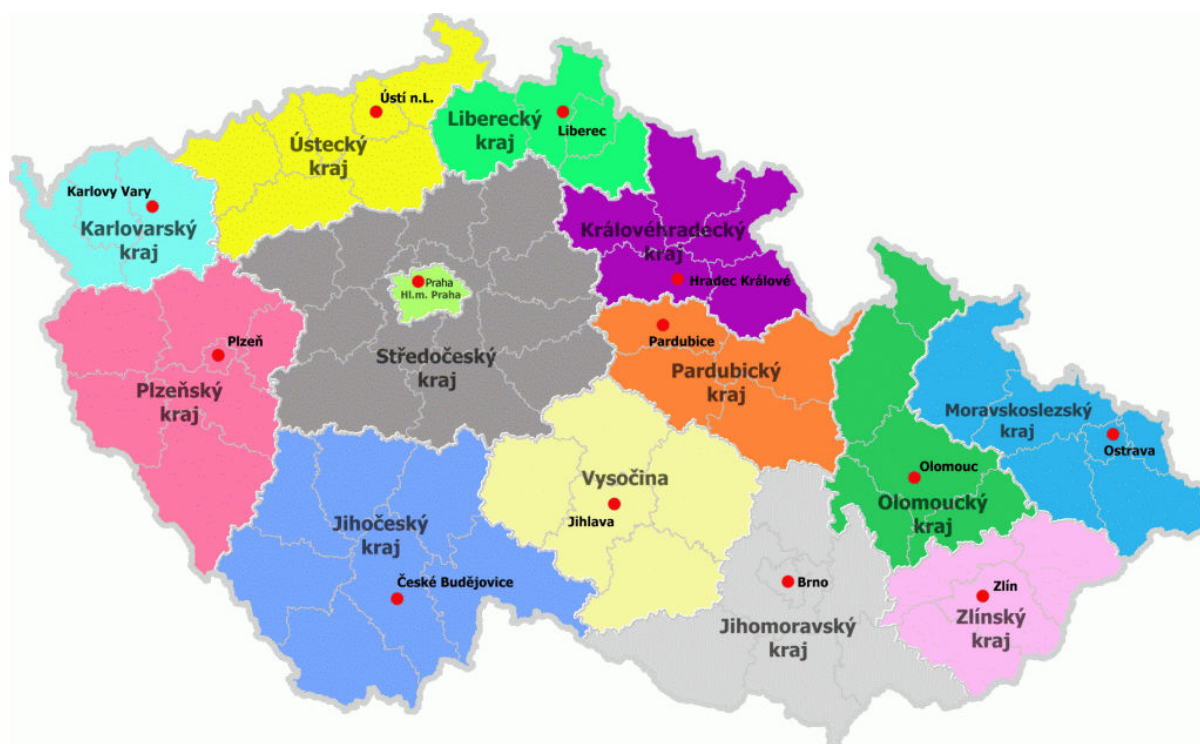 Ústí n.L.
Ústecký
kraj
Liberecký
kraj
Liberec
Karlovy Vary
Karlovarský
kraj
Královéhradecký
kraj
Hradec Králové
Praha
Hl.m. Praha
Středočeský
kraj
Plzeň
Plzeňský
kraj
Pardubice
Pardubický
kraj
Moravskoslezský
kraj
Ostrava
Olomouc
Olomoucký
kraj
Vysočina
Jihlava
Jihočeský
kraj
České Budějovice
Brno
Jihomoravský
kraj
Zlín
Zlínský
kraj